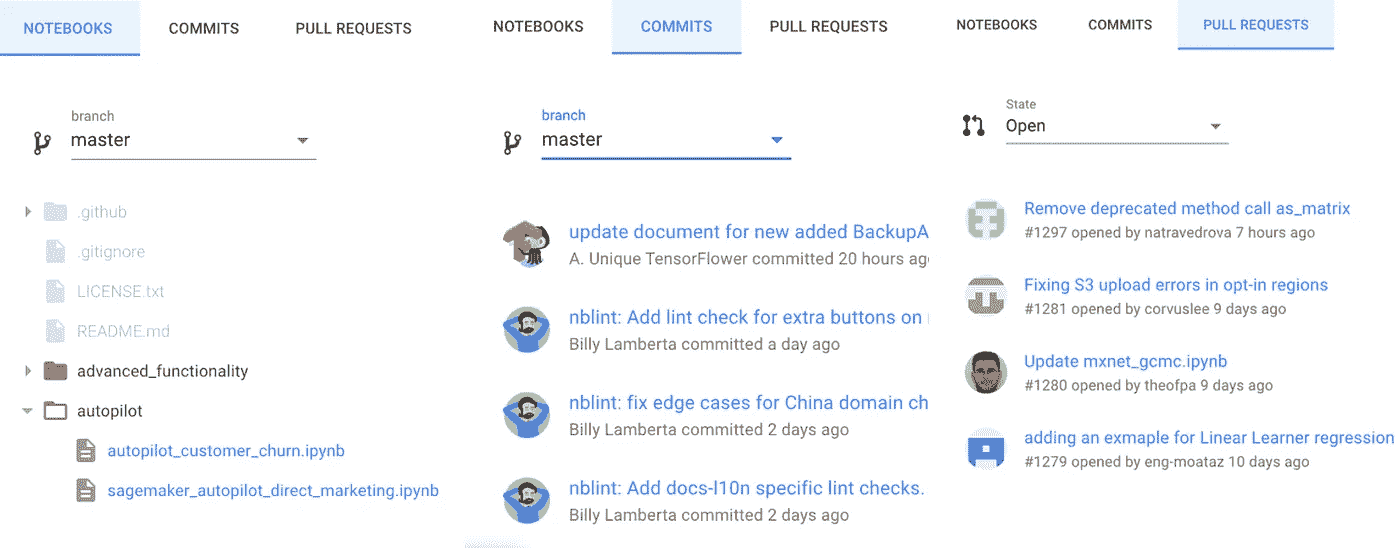 NOTEBOOKS COMMITS PULL REQUESTS
branch
master
.github
.gitignore
LICENSE.txt
README.md
advanced_functionality
autopilot
autopilot_customer_churn.ipynb
sagemaker_autopilot_direct_marketing.ipynb
NOTEBOOKS COMMITS PULL REQUESTS
branch
master
update document for new added BackupA
A. Unique TensorFlower committed 20 hours ag
nblint: Add lint check for extra buttons on
Billy Lamberta committed a day ago
nblint: fix edge cases for China domain ch
Billy Lamberta committed 2 days ago
nblint: Add docs-l10n specific lint checks.
Billy Lamberta committed 2 days ago
NOTEBOOKS COMMITS PULL REQUESTS
State
Open
Remove deprecated method call as_matrix
#1297 opened by natravedrova 7 hours ago
Fixing S3 upload errors in opt-in regions
#1281 opened by corvuslee 9 days ago
Update mxnet_gcmc.ipynb
#1280 opened by theofpa 9 days ago
adding an exmaple for Linear Learner regression
#1279 opened by eng-moataz 10 days ago